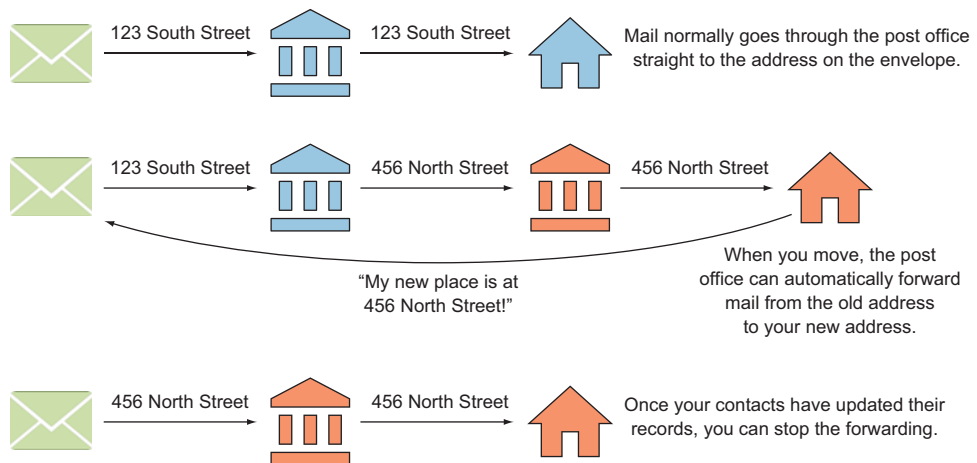 123 South Street
123 South Street
Mail normally goes through the post office
straight to the address on the envelope.
123 South Street
456 North Street
456 North Street
“My new place is at
456 North Street!”
When you move, the post
office can automatically forward
mail from the old address
to your new address.
456 North Street
456 North Street
Once your contacts have updated their
records, you can stop the forwarding.